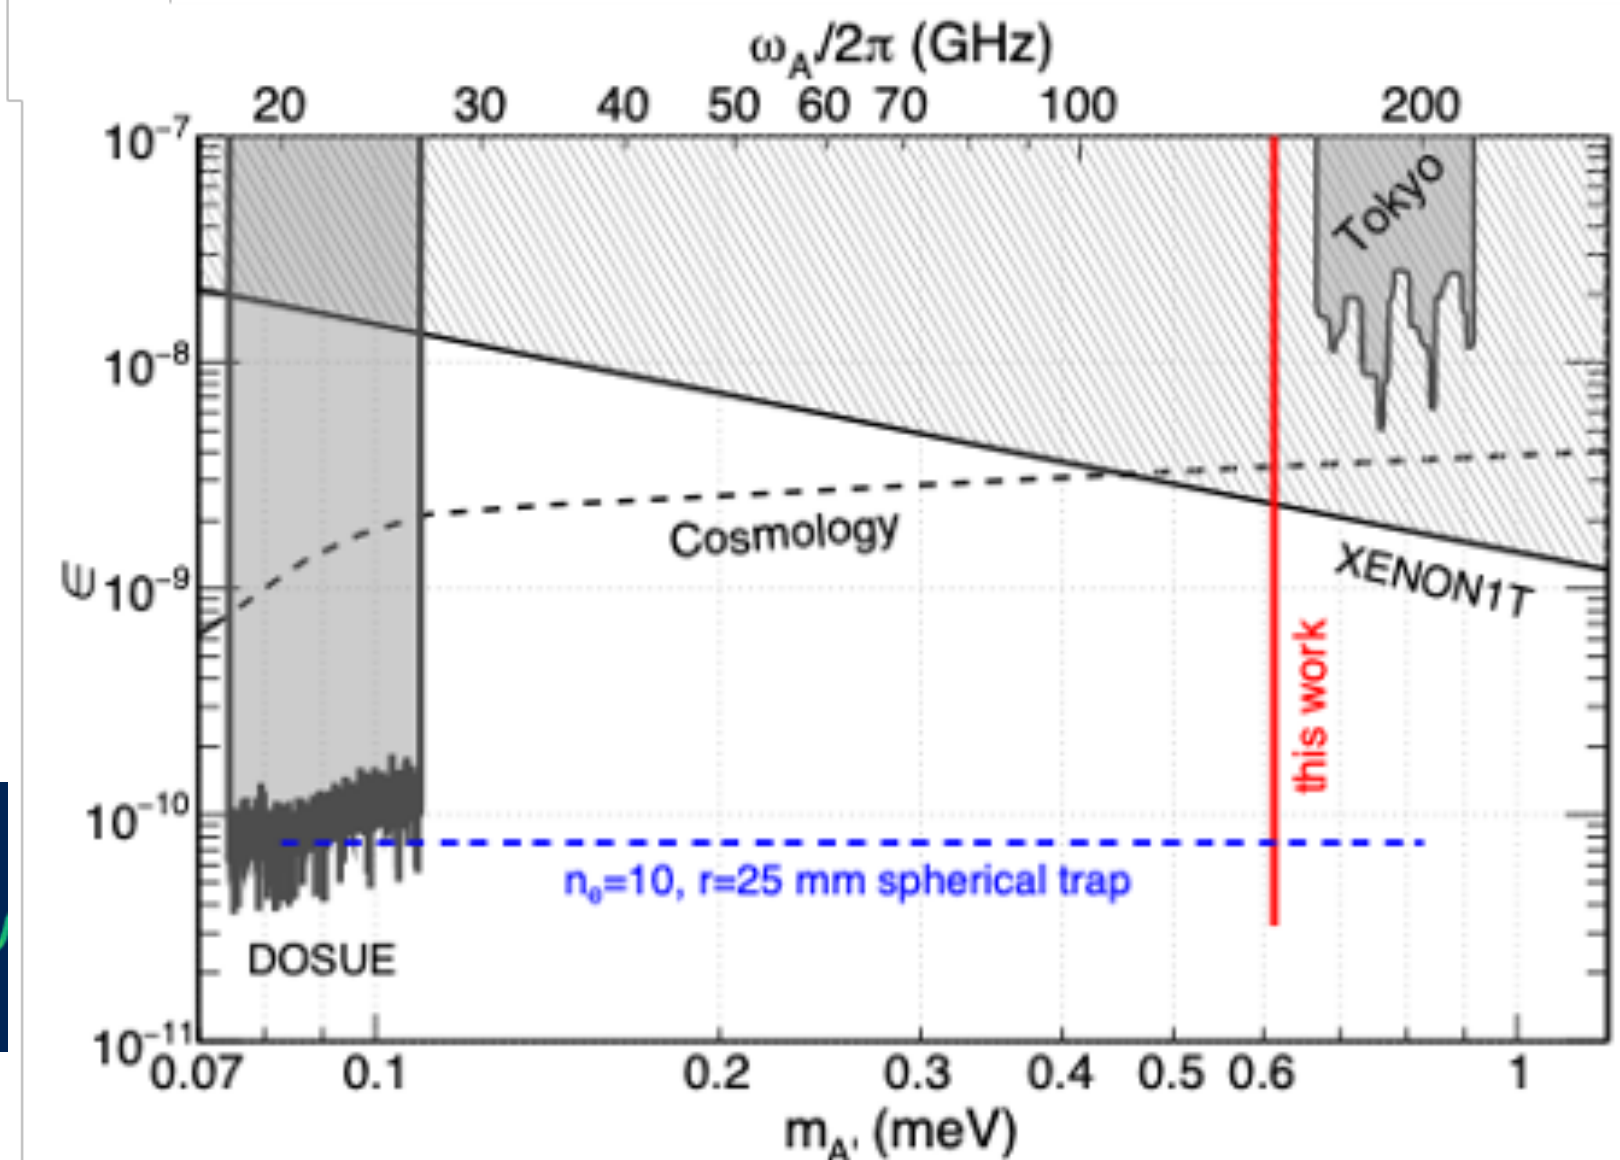 ω_A/2π (GHz)
20 30 40 50 60 70 100 200
10⁻⁷
Tokyo
10⁻⁸
Cosmology
XENON1T
∈
10⁻⁹
this work
10⁻¹⁰
n_e=10, r=25 mm spherical trap
DOSUE
10⁻¹¹
0.07 0.1 0.2 0.3 0.4 0.5 0.6 1
m_A' (meV)